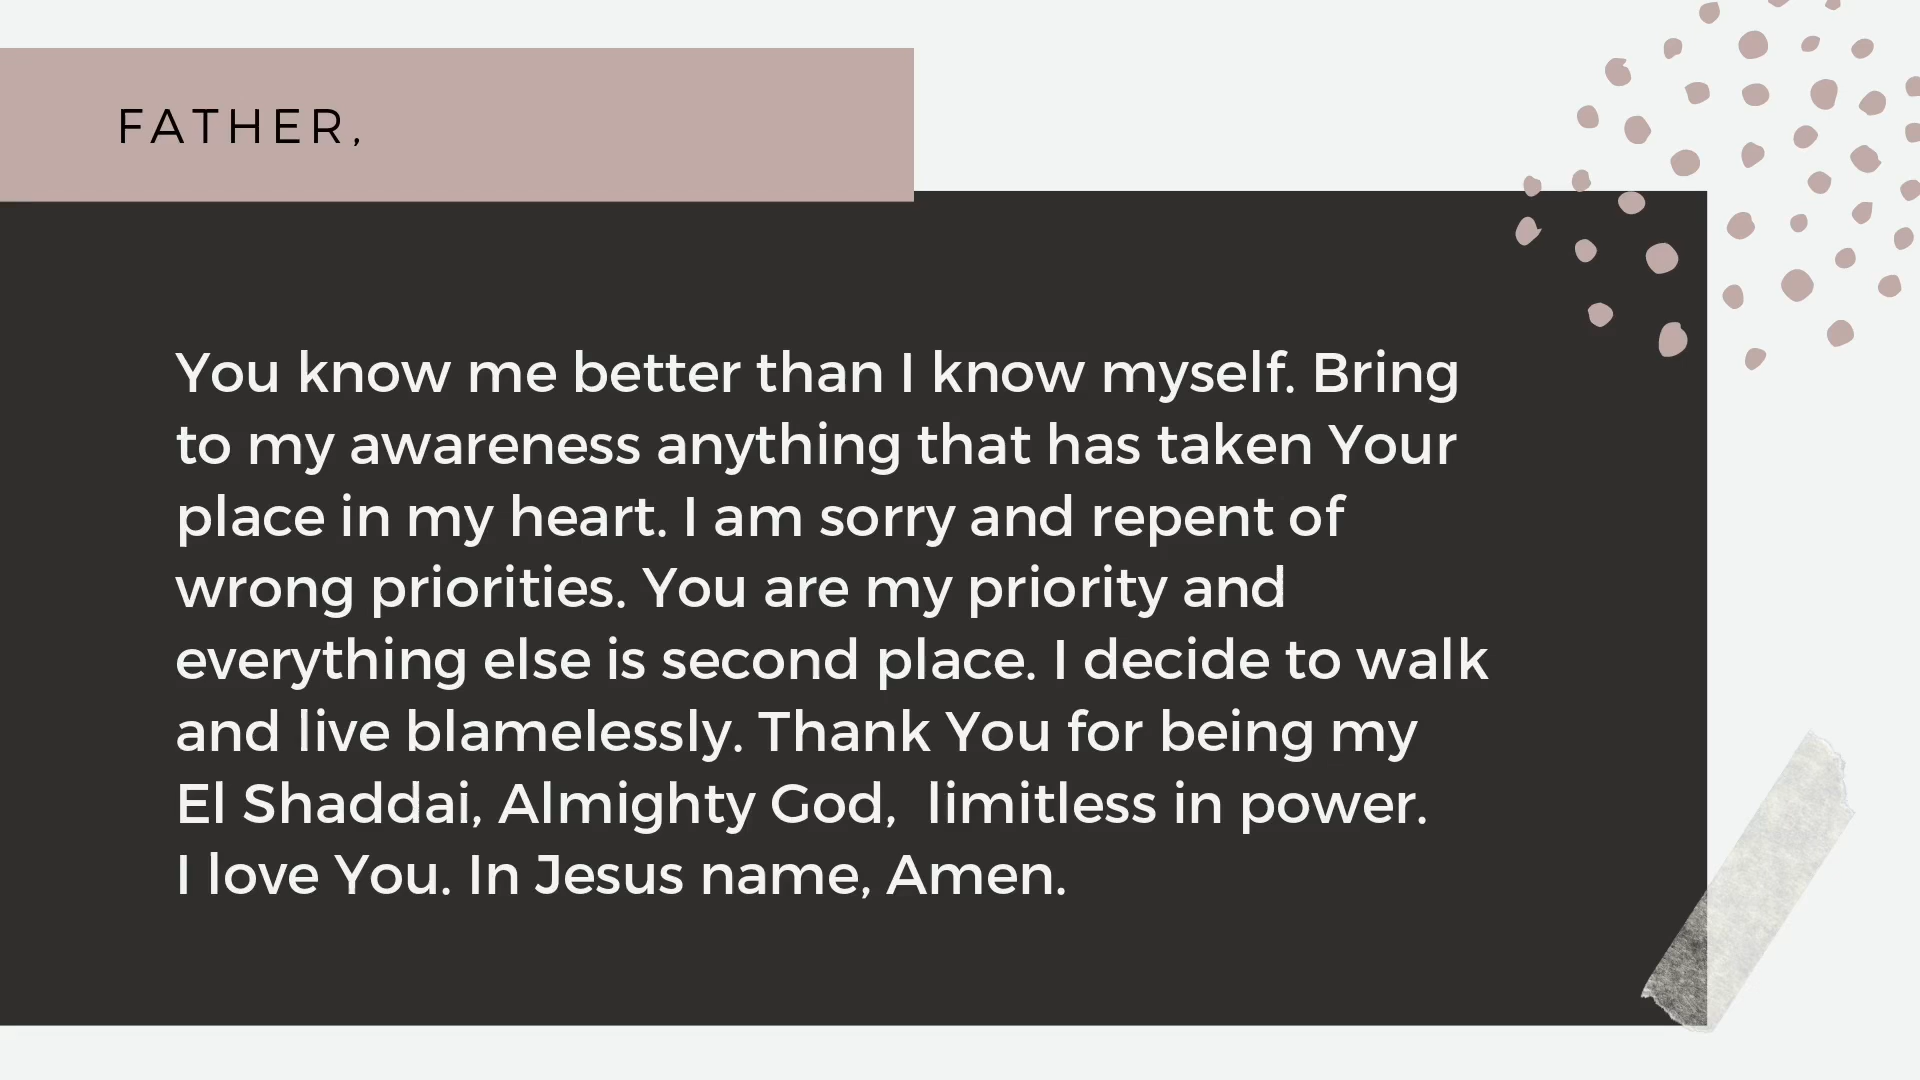 FATHER,
You know me better than I know myself. Bring
to my awareness anything that has taken Your
place in my heart. I am sorry and repent of
wrong priorities. You are my priority and
everything else is second place. I decide to walk
and live blamelessly. Thank You for being my
El Shaddai, Almighty God,  limitless in power.
I love You. In Jesus name, Amen.